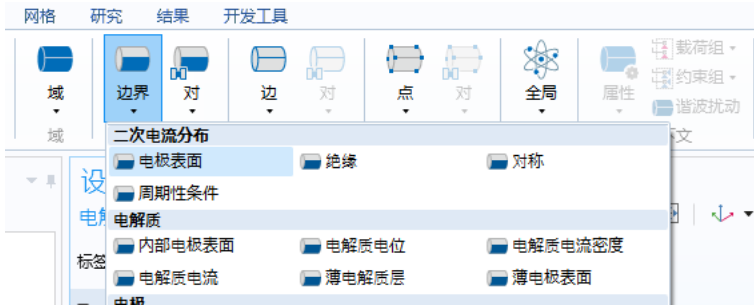 网格 研究 结果 开发工具
域 边界 对 边 对 点 对 全局 属性 载荷组
约束组
谐波扰动
域 文
二次电流分布
电极表面 绝缘 对称
周期性条件
设
电解质
内部电极表面 电解质电位 电解质电流密度
标签
电解质电流 薄电解质层 薄电极表面
电极